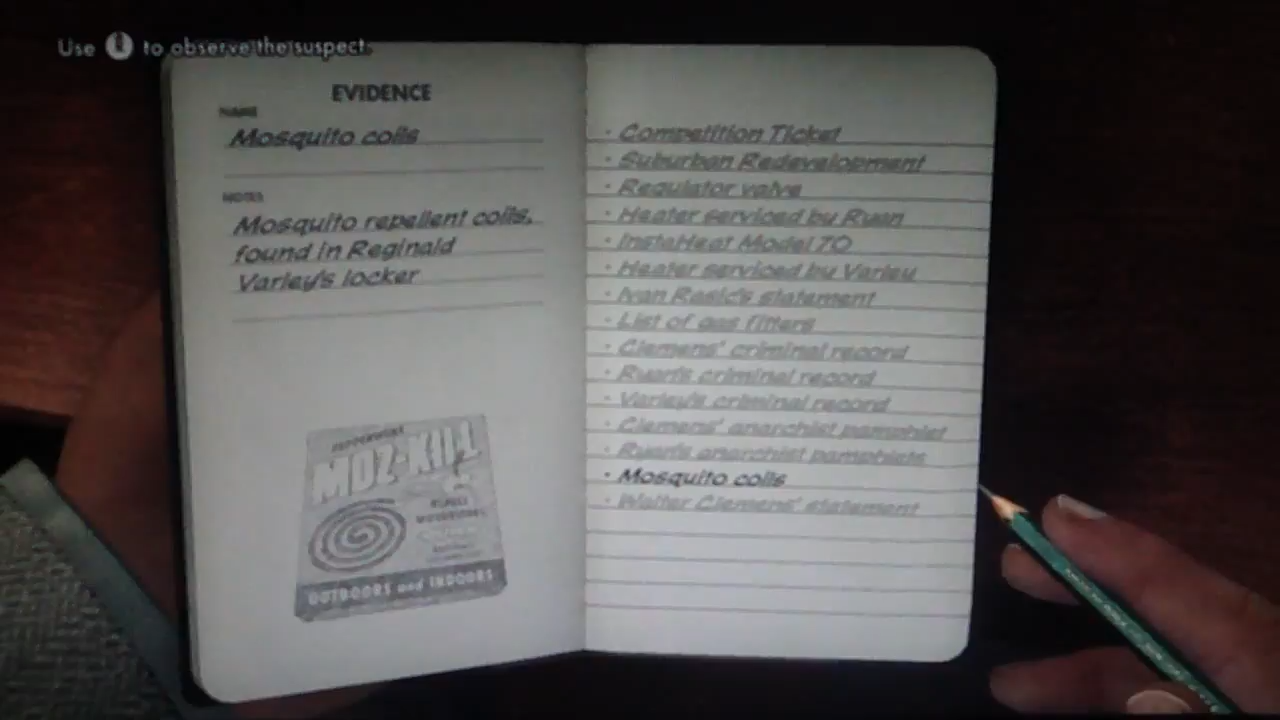 Use to observe the suspect.
EVIDENCE
NAME
Mosquito coils
NOTES
Mosquito repellent coils,
found in Reginald
Varley's locker
MOZ-KILL
OUTDOORS and INDOORS
· Competition Ticket
· Suburban Redevelopment
· Regulator valve
· Heater serviced by Ryan
· InstaHeat Model 70
· Heater serviced by Varley
· Ivan Rasic's statement
· List of gas fitters
· Clemens' criminal record
· Ryan's criminal record
· Varley's criminal record
· Clemens' anarchist pamphlet
· Ryan's anarchist pamphlets
· Mosquito coils
· Walter Clemens' statement